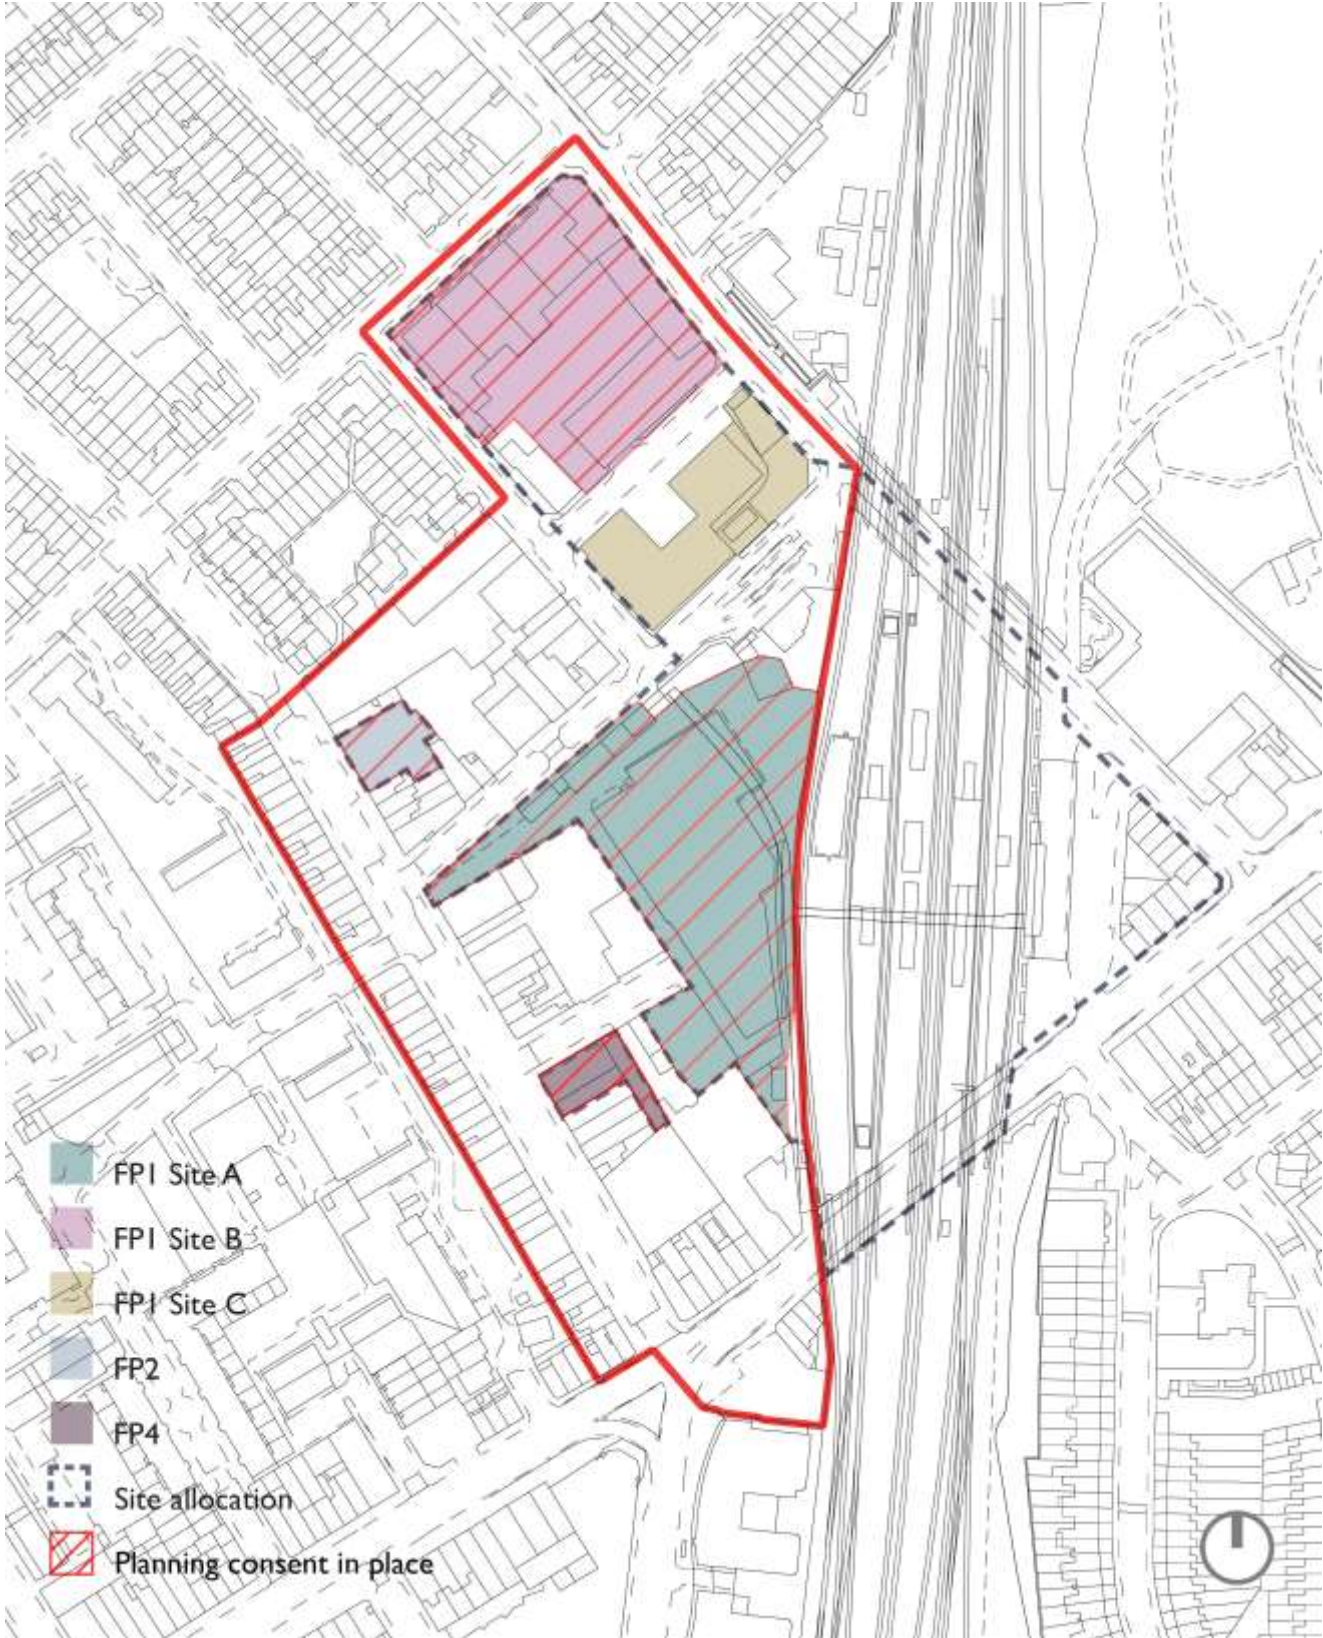 FP1 Site A
FP1 Site B
FP1 Site C
FP2
FP4
Site allocation
Planning consent in place